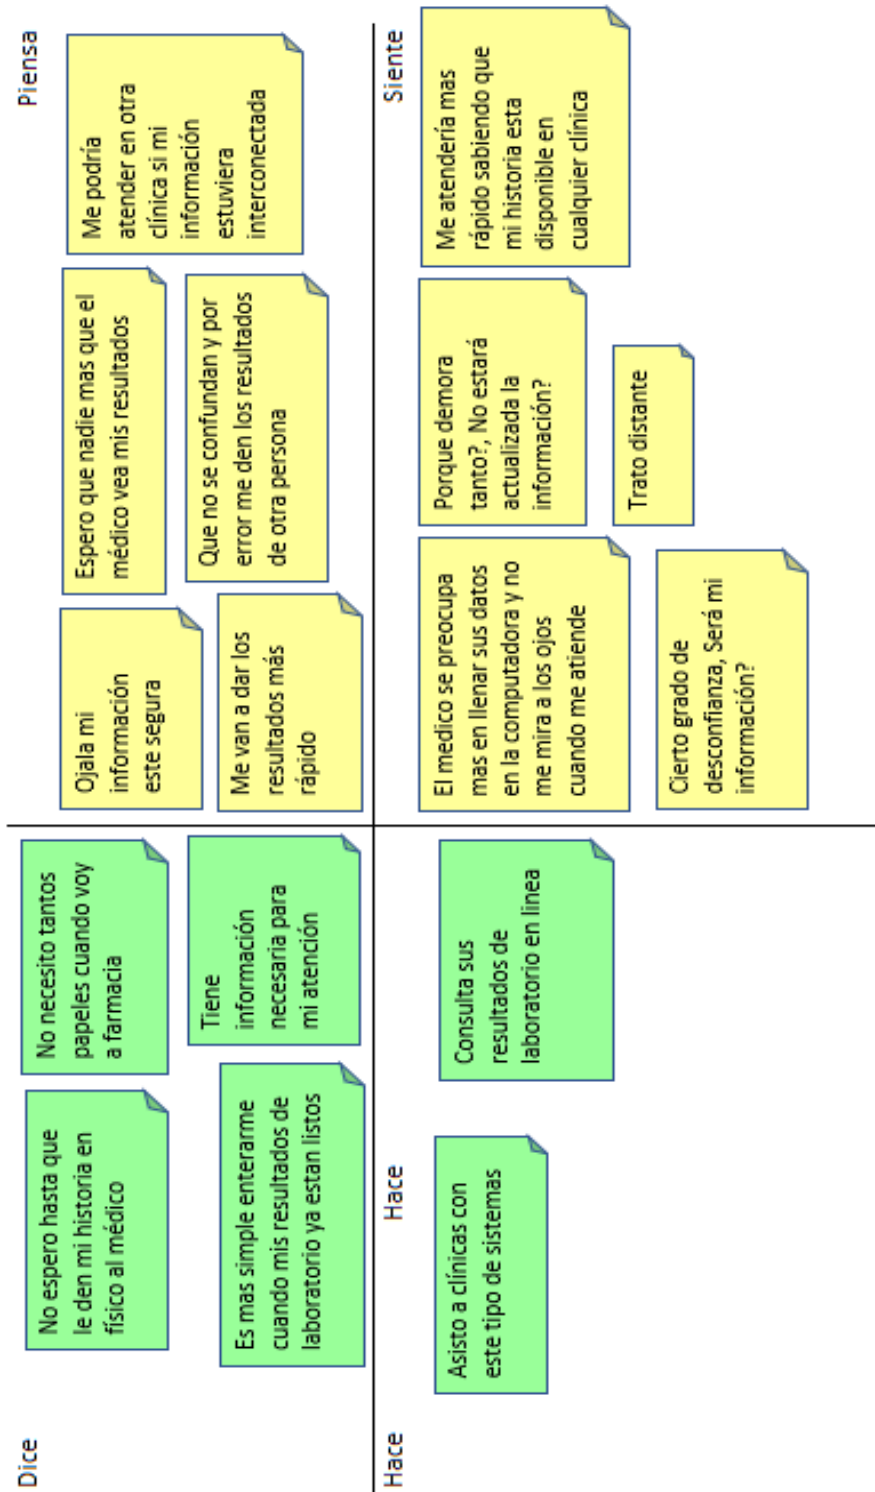 Dice
No espero hasta que
le den mi historia en
físico al médico
No necesito tantos
papeles cuando voy
a farmacia
Es mas simple enterarme
cuando mis resultados de
laboratorio ya estan listos
Tiene
información
necesaria para
mi atención
Piensa
Ojala mi
información
este segura
Espero que nadie mas que el
médico vea mis resultados
Me podría
atender en otra
clínica si mi
información
estuviera
interconectada
Me van a dar los
resultados más
rápido
Que no se confundan y por
error me den los resultados
de otra persona
Hace
Hace
Asisto a clínicas con
este tipo de sistemas
Consulta sus
resultados de
laboratorio en linea
Siente
El medico se preocupa
mas en llenar sus datos
en la computadora y no
me mira a los ojos
cuando me atiende
Porque demora
tanto?, No estará
actualizada la
información?
Me atendería mas
rápido sabiendo que
mi historia esta
disponible en
cualquier clínica
Cierto grado de
desconfianza, Será mi
información?
Trato distante